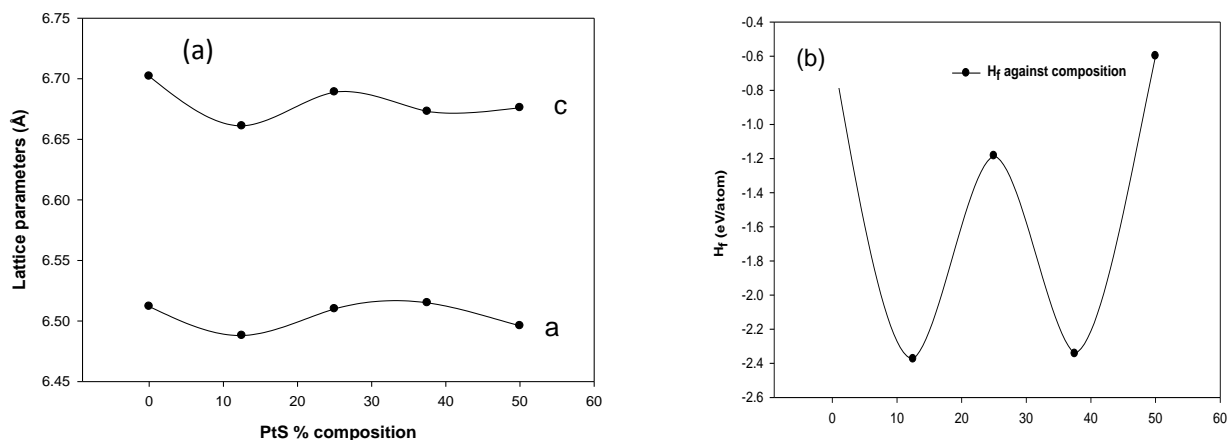 (a)
6.75
6.70
6.65
6.60
6.55
6.50
6.45
Lattice parameters (Å)
c
a
0 10 20 30 40 50 60
PtS % composition
(b)
H_f against composition
-0.4
-0.6
-0.8
-1.0
-1.2
-1.4
-1.6
-1.8
-2.0
-2.2
-2.4
-2.6
H_f (eV/atom)
0 10 20 30 40 50 60